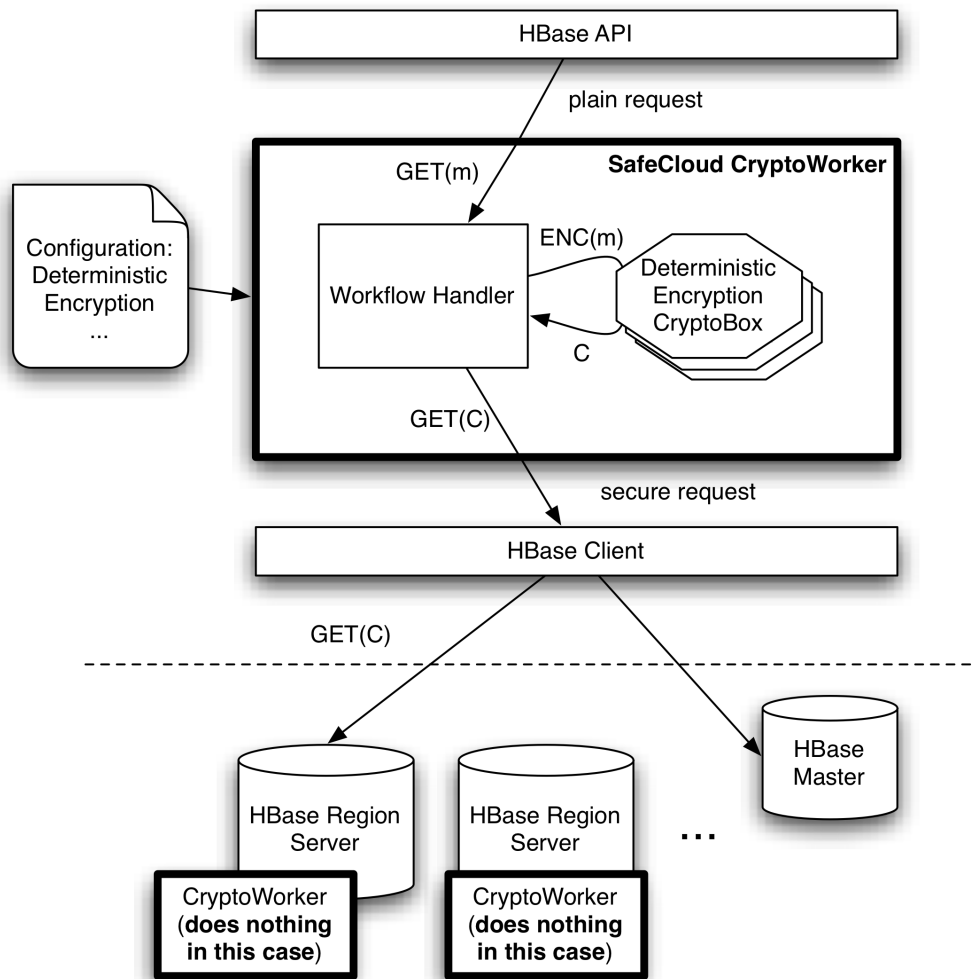 HBase API
plain request
SafeCloud CryptoWorker
GET(m)
Configuration:
Deterministic
Encryption
...
Workflow Handler
ENC(m)
Deterministic
Encryption
CryptoBox
C
GET(C)
secure request
HBase Client
GET(C)
HBase Region
Server
HBase Region
Server
...
HBase
Master
CryptoWorker
(does nothing
in this case)
CryptoWorker
(does nothing
in this case)